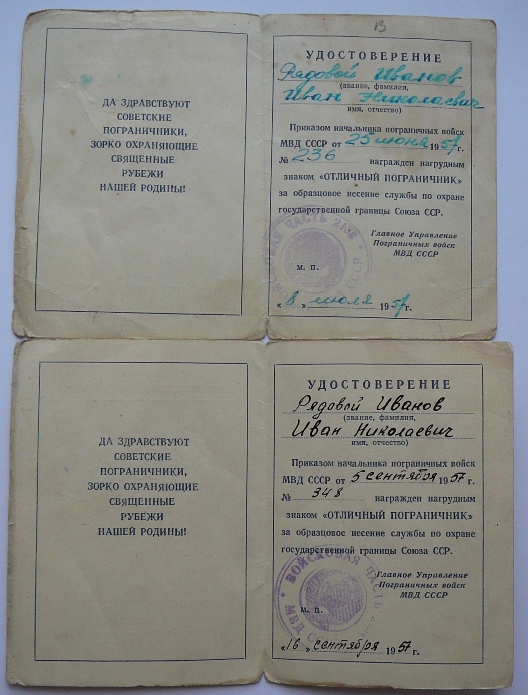 ДА ЗДРАВСТВУЮТ
СОВЕТСКИЕ
ПОГРАНИЧНИКИ,
ЗОРКО ОХРАНЯЮЩИЕ
СВЯЩЕННЫЕ
РУБЕЖИ
НАШЕЙ РОДИНЫ!
В
УДОСТОВЕРЕНИЕ
Рядовой Иванов
(звание, фамилия,
Иван Николаевич
имя, отчество)
Приказом начальника пограничных войск
МВД СССР от 25 июня 1957 г.
№ 236 награжден нагрудным
знаком «ОТЛИЧНЫЙ ПОГРАНИЧНИК»
за образцовое несение службы по охране
государственной границы Союза ССР.
Главное Управление
Пограничных войск
МВД СССР
ВОЙСКОВАЯ ЧАСТЬ
СССР
М. П.
«8» июля 1957 г.
ДА ЗДРАВСТВУЮТ
СОВЕТСКИЕ
ПОГРАНИЧНИКИ,
ЗОРКО ОХРАНЯЮЩИЕ
СВЯЩЕННЫЕ
РУБЕЖИ
НАШЕЙ РОДИНЫ!
УДОСТОВЕРЕНИЕ
Рядовой Иванов
(звание, фамилия,
Иван Николаевич
имя, отчество)
Приказом начальника пограничных войск
МВД СССР от 5 сентября 1957 г.
№ 348 награжден нагрудным
знаком «ОТЛИЧНЫЙ ПОГРАНИЧНИК»
за образцовое несение службы по охране
государственной границы Союза ССР.
Главное Управление
Пограничных войск
МВД СССР
ВОЙСКОВАЯ ЧАСТЬ
МВД
М. П.
«16» сентября 1957 г.